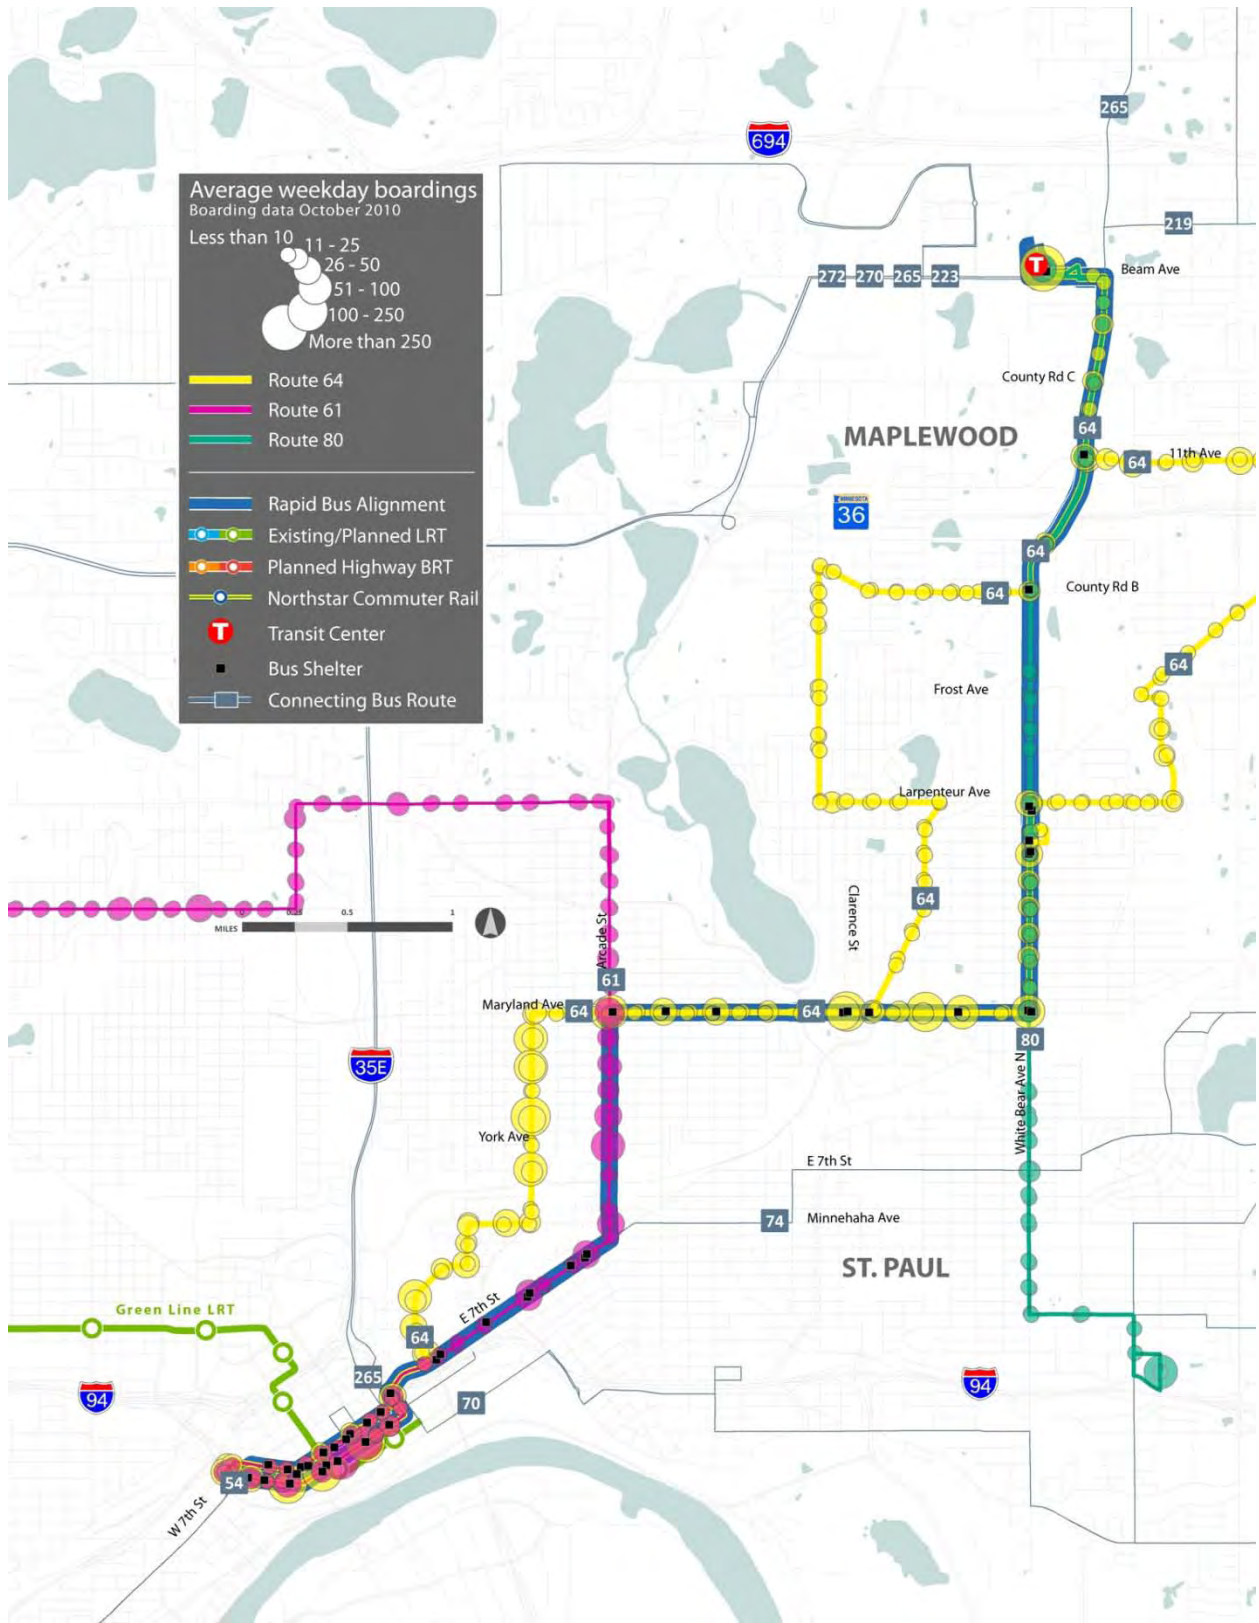 265
694
Average weekday boardings
Boarding data October 2010
Less than 10
11 - 25
26 - 50
51 - 100
100 - 250
More than 250
Route 64
Route 61
Route 80
Rapid Bus Alignment
Existing/Planned LRT
Planned Highway BRT
Northstar Commuter Rail
T Transit Center
Bus Shelter
Connecting Bus Route
219
T
Beam Ave
272 270 265 223
County Rd C
64
MAPLEWOOD
64 11th Ave
MINNESOTA
36
64
64 County Rd B
64
Frost Ave
Larpenteur Ave
64
Clarence St
0 0.25 0.5 1
MILES
Arcade St
61
Maryland Ave 64 64
80
35E
White Bear Ave N
York Ave
E 7th St
74 Minnehaha Ave
ST. PAUL
E 7th St
Green Line LRT
64
265
94
70
94
54
W 7th St